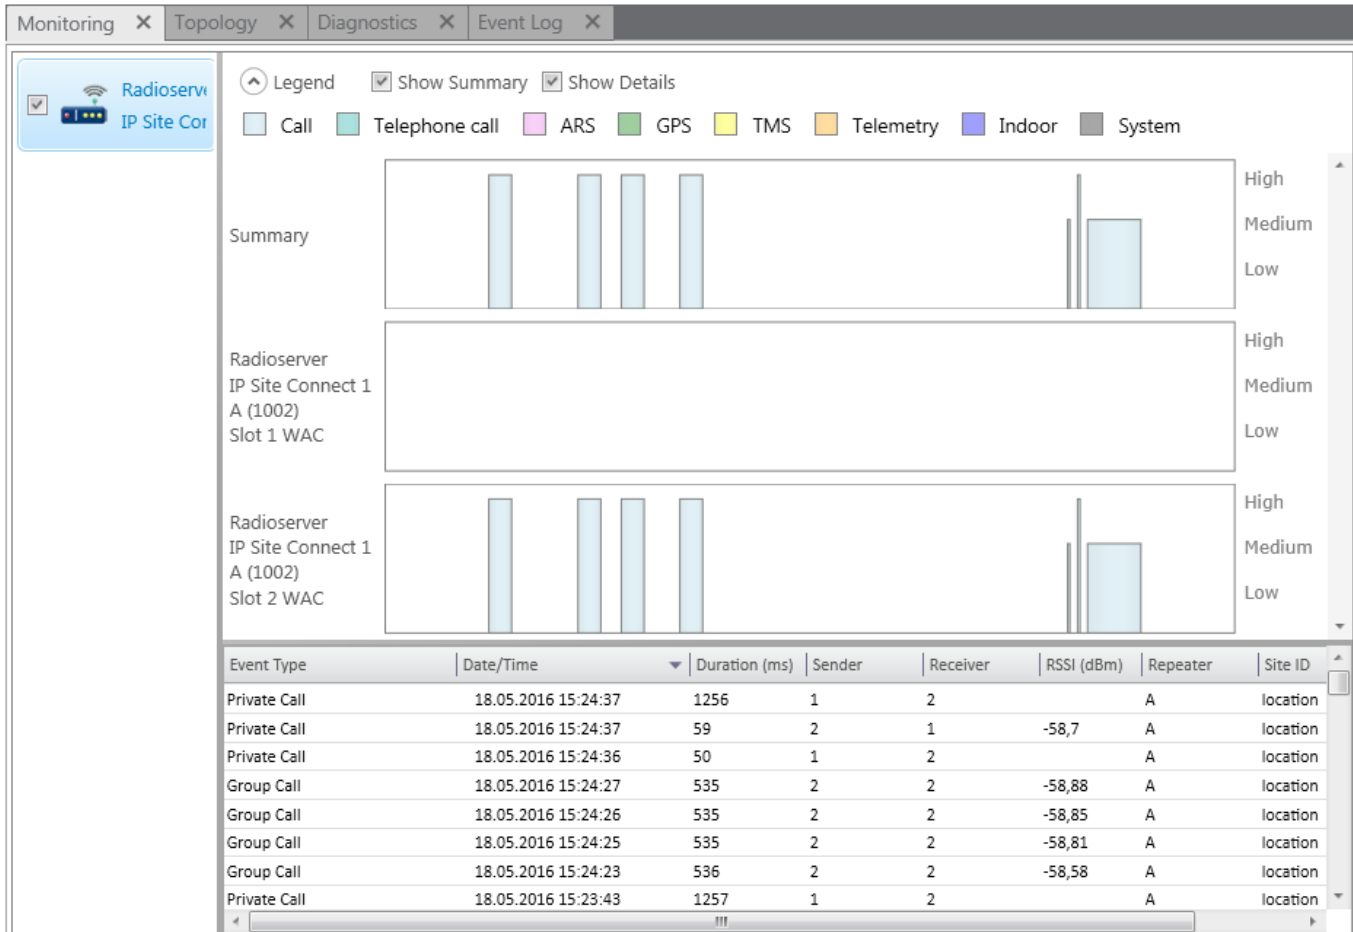 Monitoring Topology Diagnostics Event Log
Radioserv
IP Site Cor
Legend Show Summary Show Details
Call Telephone call ARS GPS TMS Telemetry Indoor System
Summary
High
Medium
Low
Radioserver
IP Site Connect 1
A (1002)
Slot 1 WAC
High
Medium
Low
Radioserver
IP Site Connect 1
A (1002)
Slot 2 WAC
High
Medium
Low
Event Type Date/Time Duration (ms) Sender Receiver RSSI (dBm) Repeater Site ID
Private Call 18.05.2016 15:24:37 1256 1 2 A location
Private Call 18.05.2016 15:24:37 59 2 1 -58,7 A location
Private Call 18.05.2016 15:24:36 50 1 2 A location
Group Call 18.05.2016 15:24:27 535 2 2 -58,88 A location
Group Call 18.05.2016 15:24:26 535 2 2 -58,85 A location
Group Call 18.05.2016 15:24:25 535 2 2 -58,81 A location
Group Call 18.05.2016 15:24:23 536 2 2 -58,58 A location
Private Call 18.05.2016 15:23:43 1257 1 2 A location